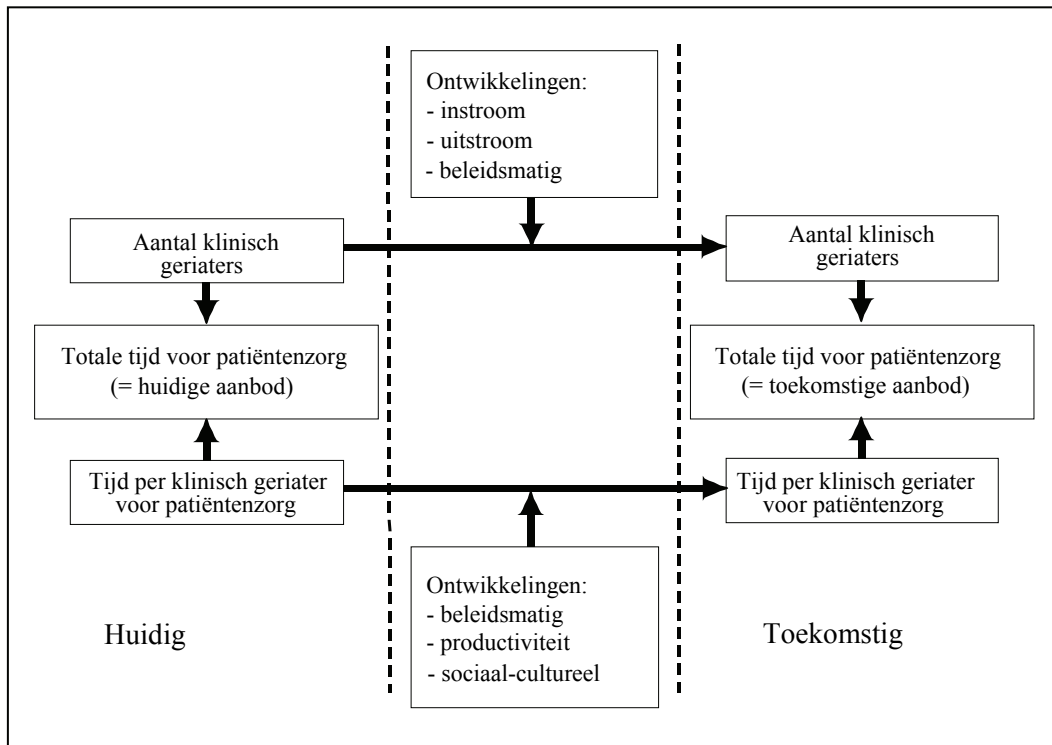 Ontwikkelingen:
- instroom
- uitstroom
- beleidsmatig
Aantal klinisch
geriaters
Aantal klinisch
geriaters
Totale tijd voor patiëntenzorg
(= huidige aanbod)
Totale tijd voor patiëntenzorg
(= toekomstige aanbod)
Tijd per klinisch geriater
voor patiëntenzorg
Tijd per klinisch geriater
voor patiëntenzorg
Ontwikkelingen:
- beleidsmatig
- productiviteit
- sociaal-cultureel
Huidig
Toekomstig